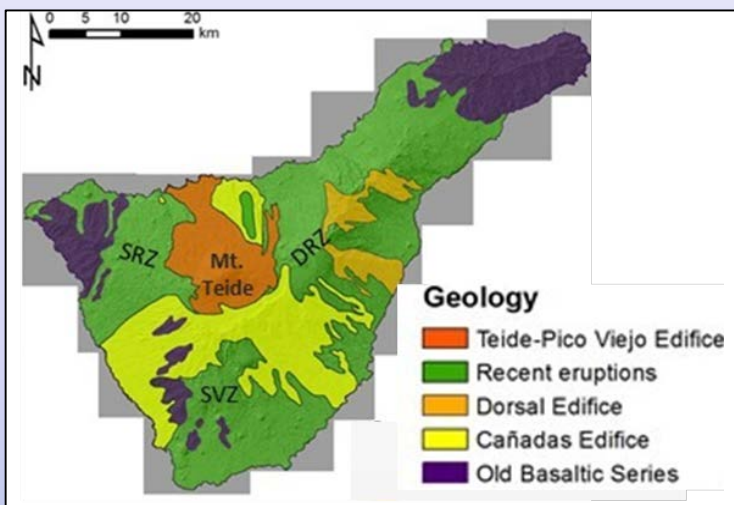 0 5 10 20
km
N
SRZ
DRZ
Mt.
Teide
SVZ
Geology
Teide-Pico Viejo Edifice
Recent eruptions
Dorsal Edifice
Cañadas Edifice
Old Basaltic Series